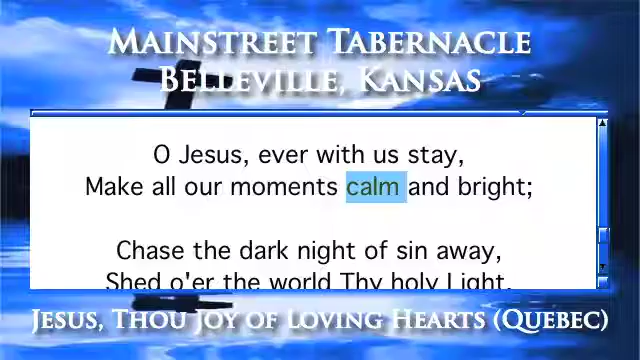 Mainstreet Tabernacle
Belleville, Kansas
O Jesus, ever with us stay,
Make all our moments calm and bright;
Chase the dark night of sin away,
Shed o'er the world Thy holy Light.
Jesus, Thou Joy of Loving Hearts (Quebec)